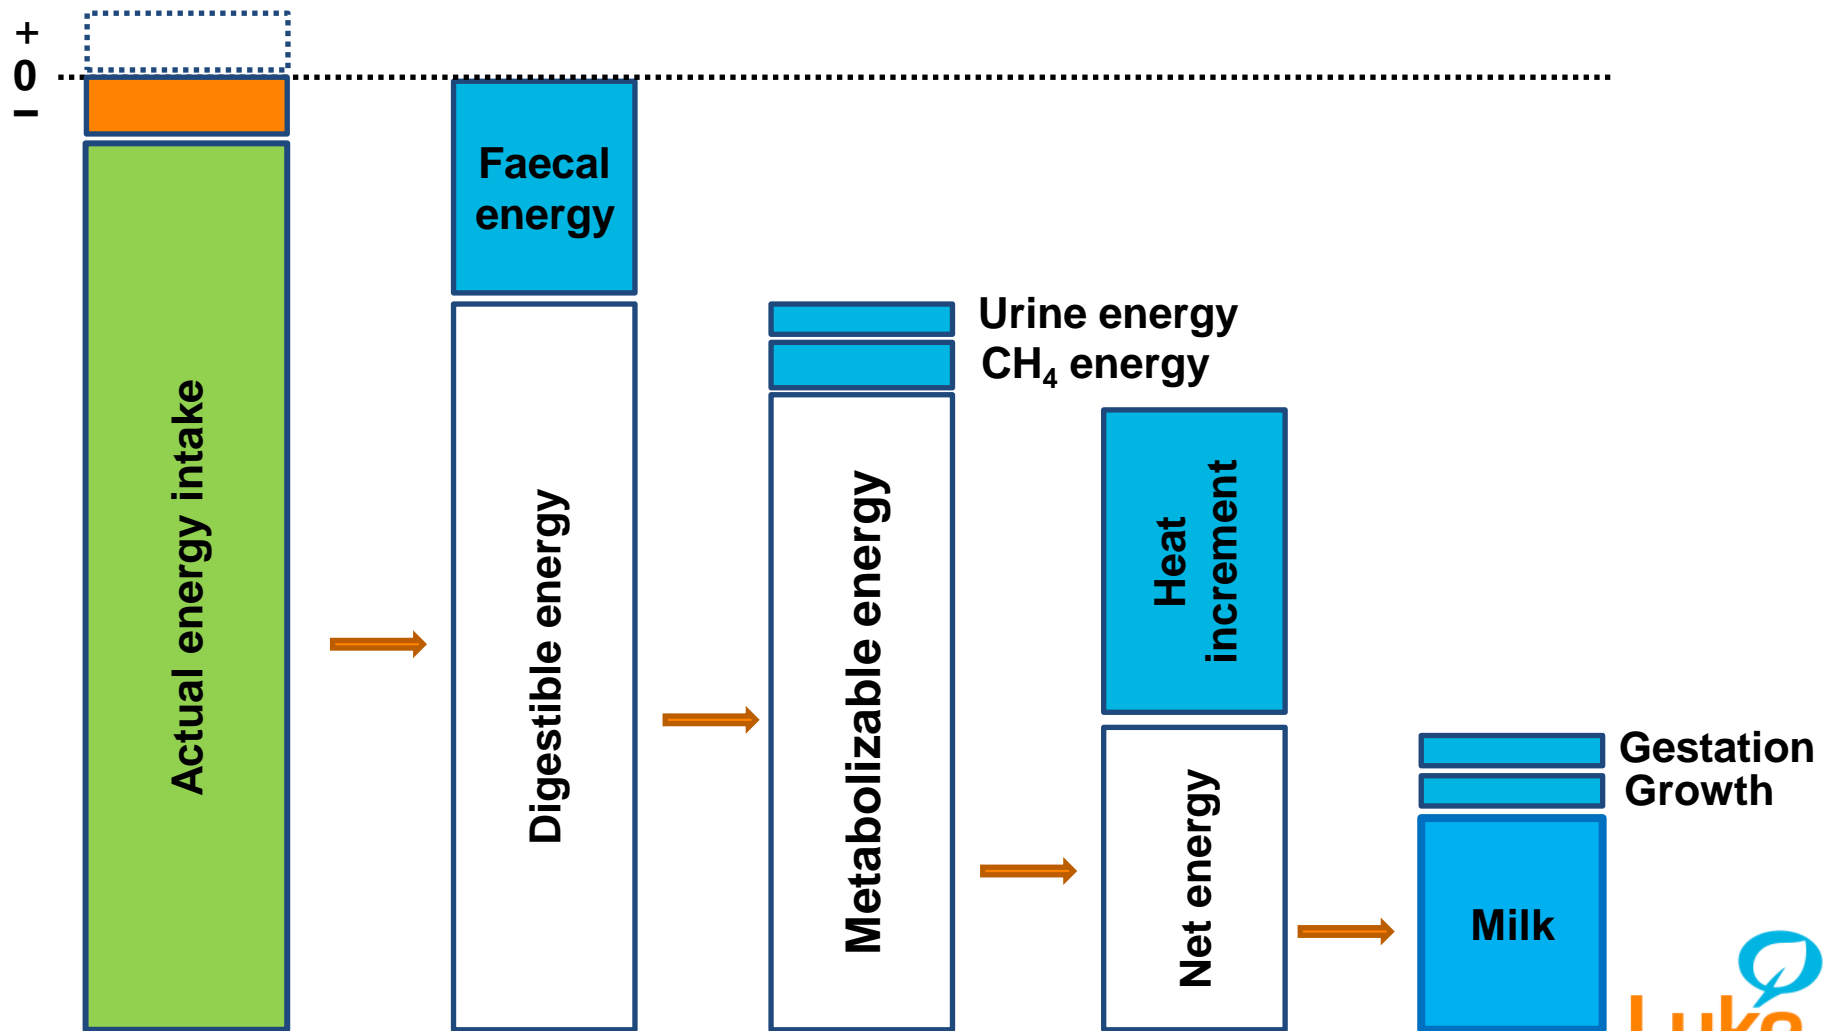 +
0
−
Faecal
energy
Urine energy
CH₄ energy
Actual energy intake
Digestible energy
Metabolizable energy
Heat
increment
Net energy
Gestation
Growth
Milk
Luke